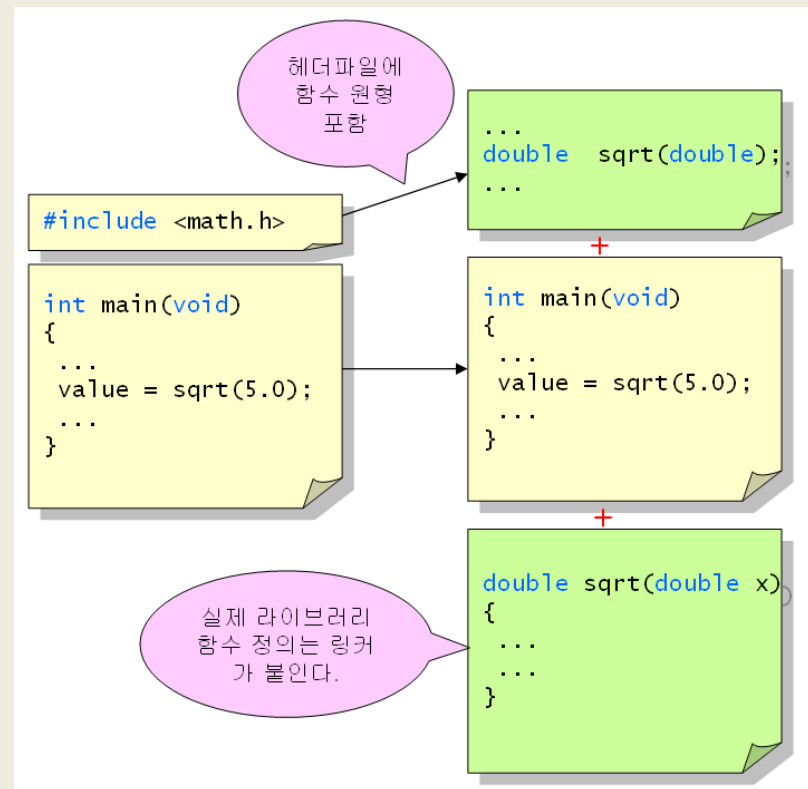 헤더파일에
함수 원형
포함
#include <math.h>
int main(void)
{
...
value = sqrt(5.0);
...
}
...
double sqrt(double);
...
+
int main(void)
{
...
value = sqrt(5.0);
...
}
+
실제 라이브러리
함수 정의는 링커
가 붙인다.
double sqrt(double x)
{
...
...
}